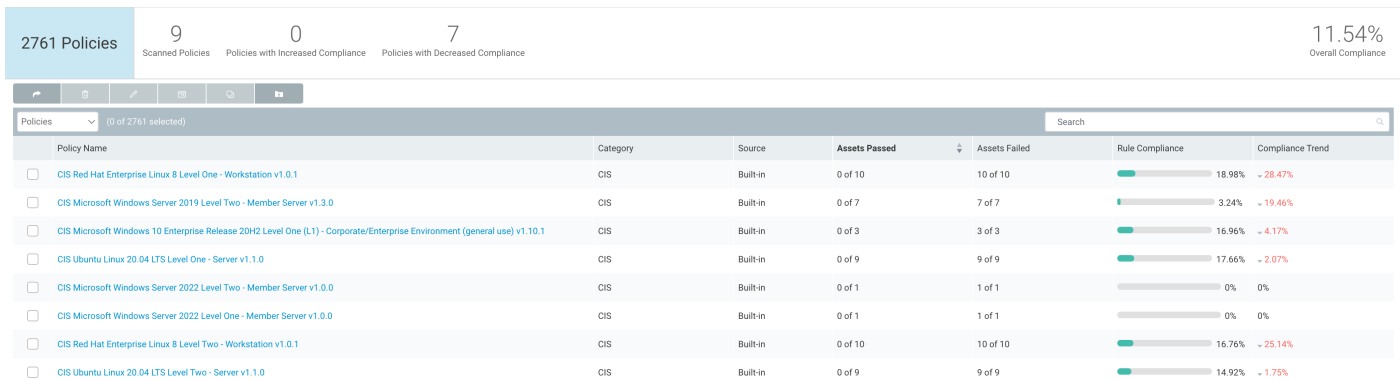 2761 Policies
9
Scanned Policies
0
Policies with Increased Compliance
7
Policies with Decreased Compliance
11.54%
Overall Compliance
Policies (0 of 2761 selected) Search
Policy Name Category Source Assets Passed Assets Failed Rule Compliance Compliance Trend
CIS Red Hat Enterprise Linux 8 Level One - Workstation v1.0.1 CIS Built-in 0 of 10 10 of 10 18.98% 28.47%
CIS Microsoft Windows Server 2019 Level Two - Member Server v1.3.0 CIS Built-in 0 of 7 7 of 7 3.24% 19.46%
CIS Microsoft Windows 10 Enterprise Release 20H2 Level One (L1) - Corporate/Enterprise Environment (general use) v1.10.1 CIS Built-in 0 of 3 3 of 3 16.96% 4.17%
CIS Ubuntu Linux 20.04 LTS Level One - Server v1.1.0 CIS Built-in 0 of 9 9 of 9 17.66% 2.07%
CIS Microsoft Windows Server 2022 Level Two - Member Server v1.0.0 CIS Built-in 0 of 1 1 of 1 0% 0%
CIS Microsoft Windows Server 2022 Level One - Member Server v1.0.0 CIS Built-in 0 of 1 1 of 1 0% 0%
CIS Red Hat Enterprise Linux 8 Level Two - Workstation v1.0.1 CIS Built-in 0 of 10 10 of 10 16.76% 25.14%
CIS Ubuntu Linux 20.04 LTS Level Two - Server v1.1.0 CIS Built-in 0 of 9 9 of 9 14.92% 1.75%